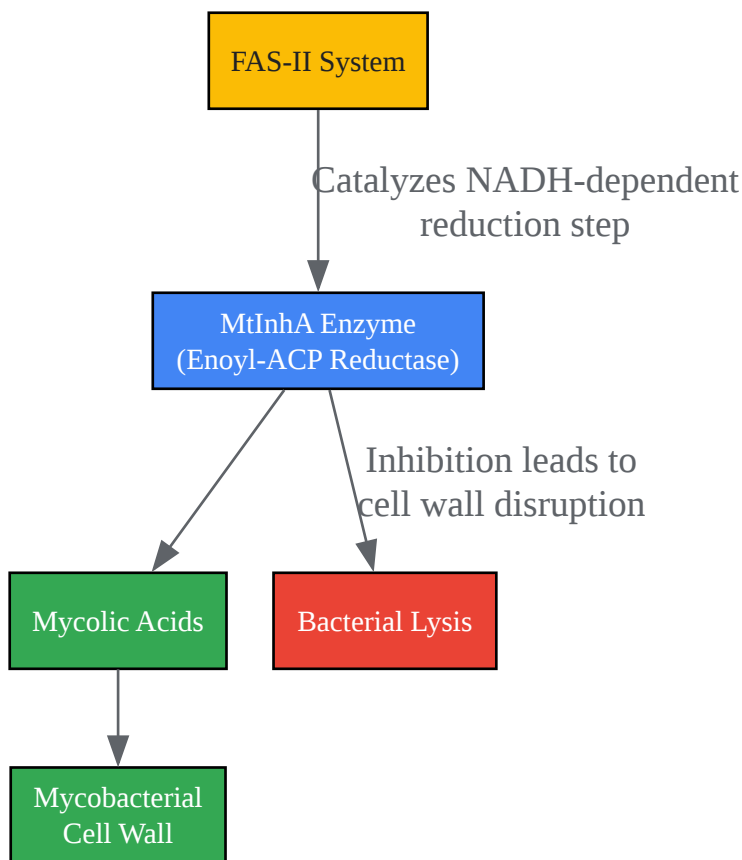 FAS-II System
Catalyzes NADH-dependent
reduction step
MtInhA Enzyme
(Enoyl-ACP Reductase)
Inhibition leads to
cell wall disruption
Mycolic Acids
Bacterial Lysis
Mycobacterial
Cell Wall